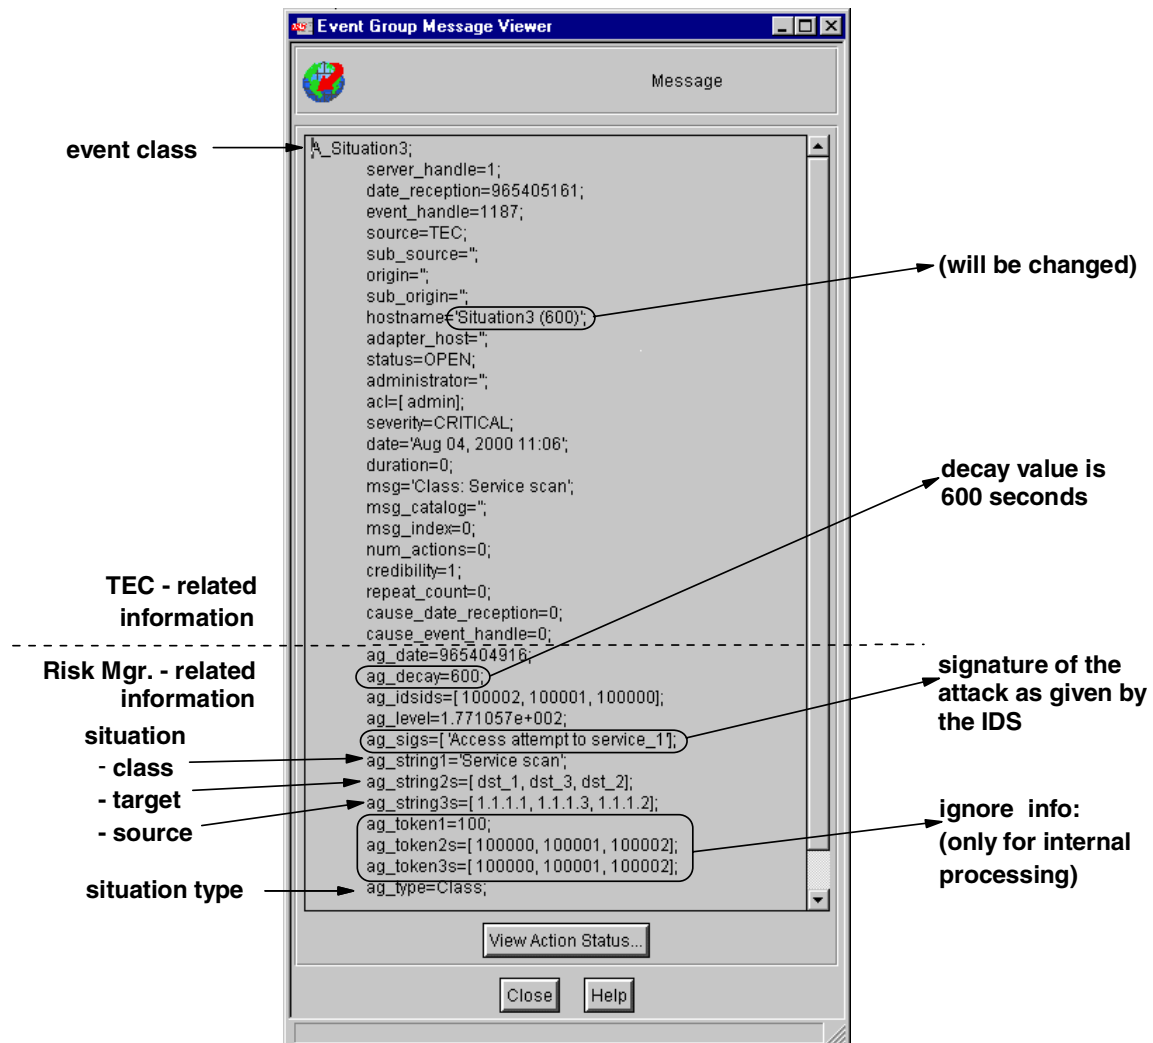 Event Group Message Viewer
Message
event class
A_Situation3;
server_handle=1;
date_reception=965405161;
event_handle=1187;
source=TEC;
sub_source='';
origin='';
sub_origin='';
hostname='Situation3 (600)';
(will be changed)
adapter_host='';
status=OPEN;
administrator='';
acl=[ admin];
severity=CRITICAL;
date='Aug 04, 2000 11:06';
duration=0;
msg='Class: Service scan';
msg_catalog='';
msg_index=0;
num_actions=0;
credibility=1;
repeat_count=0;
cause_date_reception=0;
cause_event_handle=0;
decay value is
600 seconds
TEC - related
information
Risk Mgr. - related
information
ag_date=965404916;
ag_decay=600;
ag_idsids=[ 100002, 100001, 100000];
ag_level=1.771057e+002;
ag_sigs=[ 'Access attempt to service_1'];
ag_string1='Service scan';
ag_string2s=[ dst_1, dst_3, dst_2];
ag_string3s=[ 1.1.1.1, 1.1.1.3, 1.1.1.2];
ag_token1=100;
ag_token2s=[ 100000, 100001, 100002];
ag_token3s=[ 100000, 100001, 100002];
ag_type=Class;
signature of the
attack as given by
the IDS
situation
- class
- target
- source
situation type
ignore info:
(only for internal
processing)
View Action Status...
Close
Help